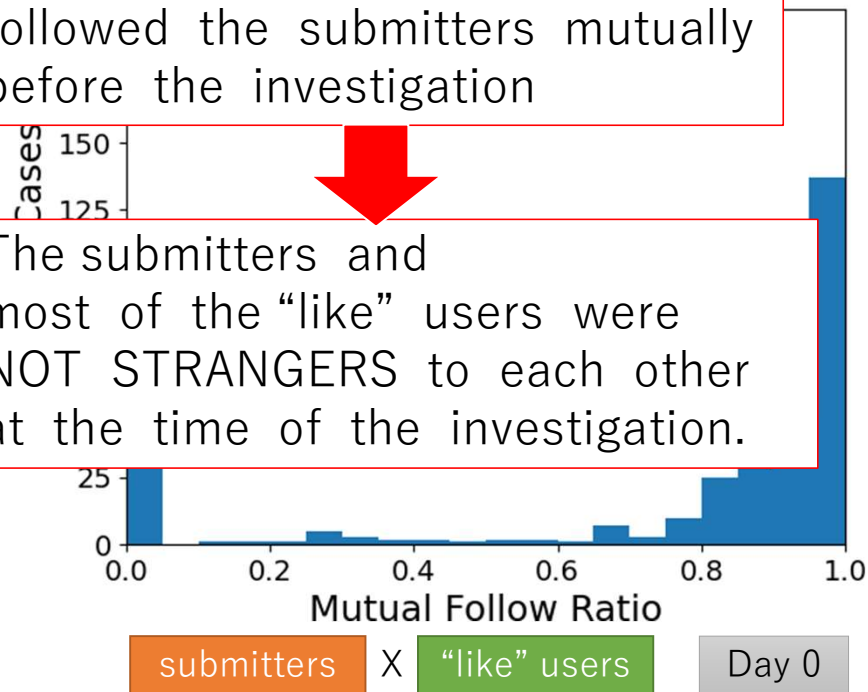 ollowed the submitters mutually
before the investigation
Cases
150
125
The submitters and
most of the “like” users were
NOT STRANGERS to each other
at the time of the investigation.
25
0
0.0 0.2 0.4 0.6 0.8 1.0
Mutual Follow Ratio
submitters X “like” users Day 0